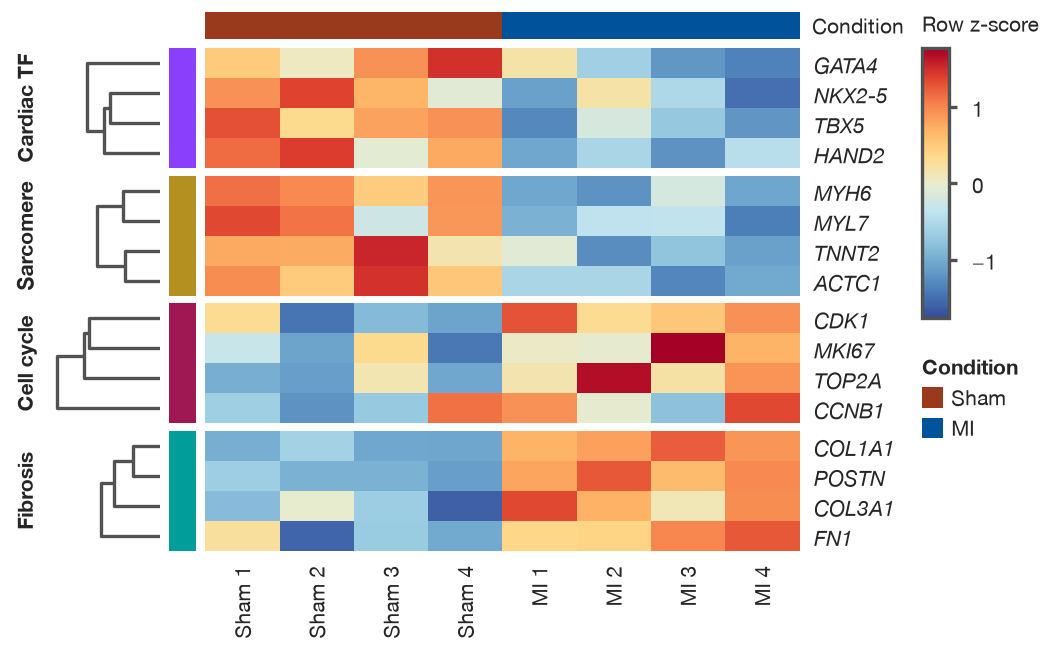 Condition
Row z-score
Cardiac TF
GATA4
NKX2-5
TBX5
HAND2
Sarcomere
MYH6
MYL7
TNNT2
ACTC1
Cell cycle
CDK1
MKI67
TOP2A
CCNB1
Fibrosis
COL1A1
POSTN
COL3A1
FN1
1
0
−1
Condition
Sham
MI
Sham 1
Sham 2
Sham 3
Sham 4
MI 1
MI 2
MI 3
MI 4